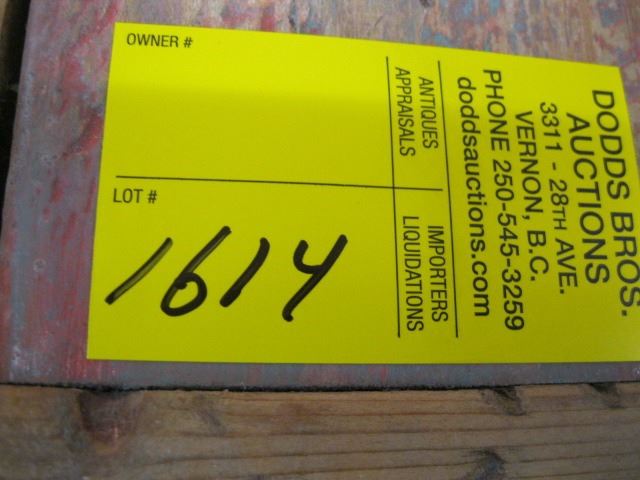 OWNER #
LOT #
1614
ANTIQUES
APPRAISALS
IMPORTERS
LIQUIDATIONS
DODDS BROS.
AUCTIONS
3311 - 28TH AVE.
VERNON, B.C.
PHONE 250-545-3259
doddsauctions.com